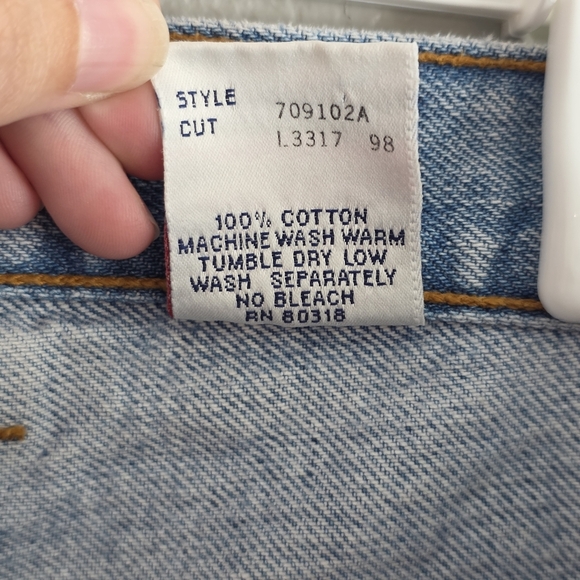 STYLE 709102A
CUT L3317 98
100% COTTON
MACHINE WASH WARM
TUMBLE DRY LOW
WASH SEPARATELY
NO BLEACH
RN 80318